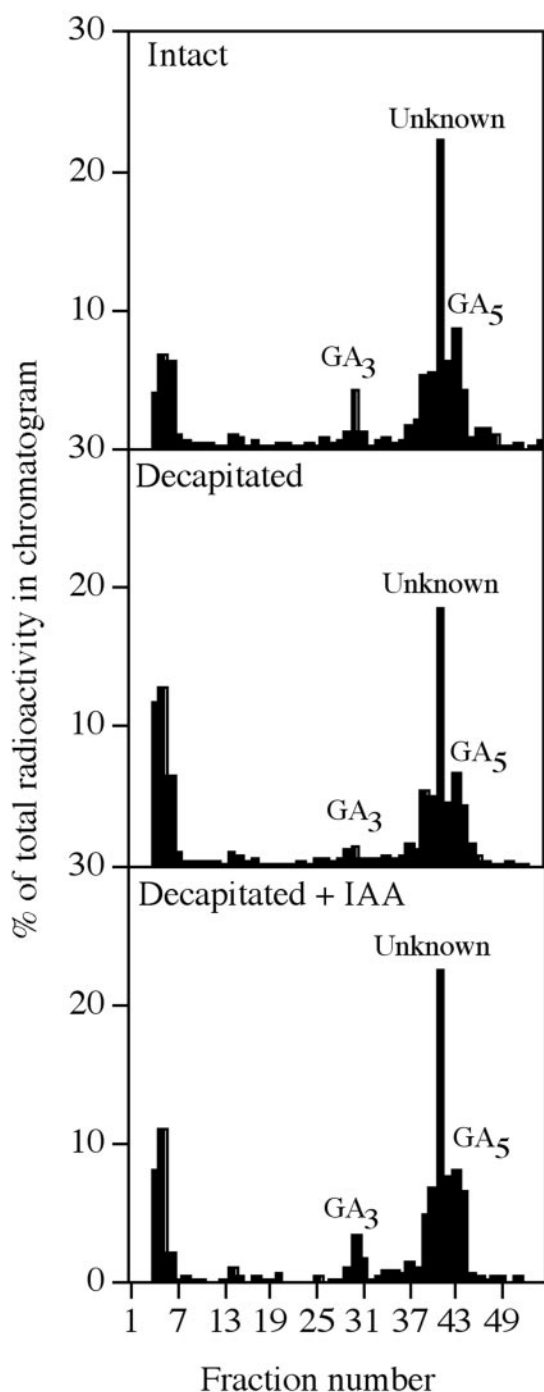 % of total radioactivity in chromatogram
30
Intact
Unknown
20
GA5
10
GA3
30
Decapitated
Unknown
20
GA5
10
GA3
30
Decapitated + IAA
Unknown
20
GA5
10
GA3
0
1 7 13 19 25 31 37 43 49
Fraction number